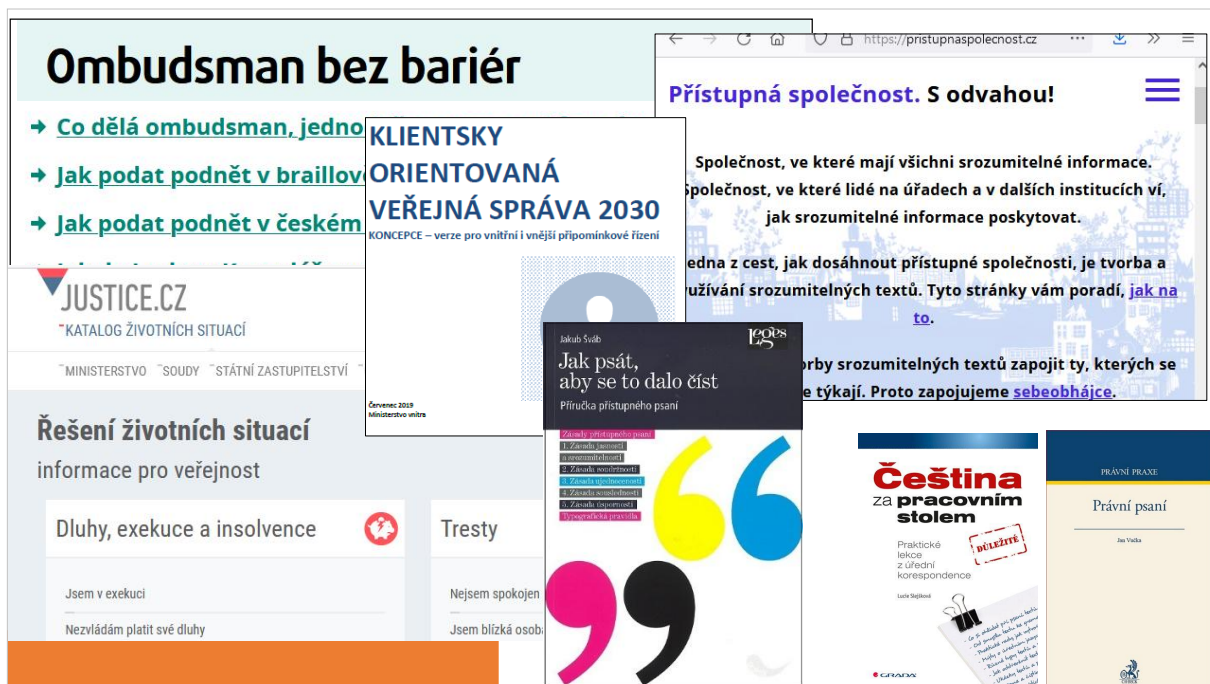 Ombudsman bez bariér
Co dělá ombudsman, jedno
Jak podat podnět v braillov
Jak podat podnět v českém
https://pristupnaspolecnost.cz
Přístupná společnost. S odvahou!
Společnost, ve které mají všichni srozumitelné informace.
Společnost, ve které lidé na úřadech a v dalších institucích ví,
jak srozumitelné informace poskytovat.
edna z cest, jak dosáhnout přístupné společnosti, je tvorba a
užívání srozumitelných textů. Tyto stránky vám poradí, jak na
to.
rby srozumitelných textů zapojit ty, kterých se
e týkají. Proto zapojujeme sebeobhájce.
KLIENTSKY
ORIENTOVANÁ
VEŘEJNÁ SPRÁVA 2030
KONCEPCE – verze pro vnitřní i vnější připomínkové řízení
Červenec 2019
Ministerstvo vnitra
JUSTICE.CZ
KATALOG ŽIVOTNÍCH SITUACÍ
MINISTERSTVO SOUDY STÁTNÍ ZASTUPITELSTVÍ
Řešení životních situací
informace pro veřejnost
Dluhy, exekuce a insolvence
Jsem v exekuci
Nezvládám platit své dluhy
Tresty
Nejsem spokojen
Jsem blízká osob
Jakub Šváb
Leges
Jak psát,
aby se to dalo číst
Příručka přístupného psaní
Zásady přístupného psaní
1. Zásada jasnosti
a srozumitelnosti
2. Zásada soudržnosti
3. Zásada ujednocenosti
4. Zásada souslednosti
5. Zásada úspornosti
Typografická pravidla
Čeština
za pracovním
stolem
Praktické
lekce
z úřední
korespondence
DŮLEŽITÉ
Lucie Slejšková
GRADA
PRÁVNÍ PRAXE
Právní psaní
Jan Vučka
C.H.BECK